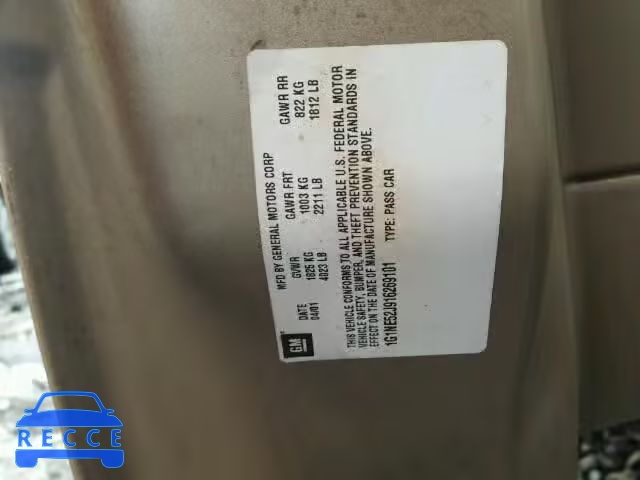 MFD BY GENERAL MOTORS CORP
DATE GVWR GAWR FRT GAWR RR
04/01 1825 KG 1003 KG 822 KG
4023 LB 2211 LB 1812 LB
THIS VEHICLE CONFORMS TO ALL APPLICABLE U.S. FEDERAL MOTOR
VEHICLE SAFETY, BUMPER, AND THEFT PREVENTION STANDARDS IN
EFFECT ON THE DATE OF MANUFACTURE SHOWN ABOVE.
1G1NE52J916269101 TYPE: PASS CAR
GM
RECCE